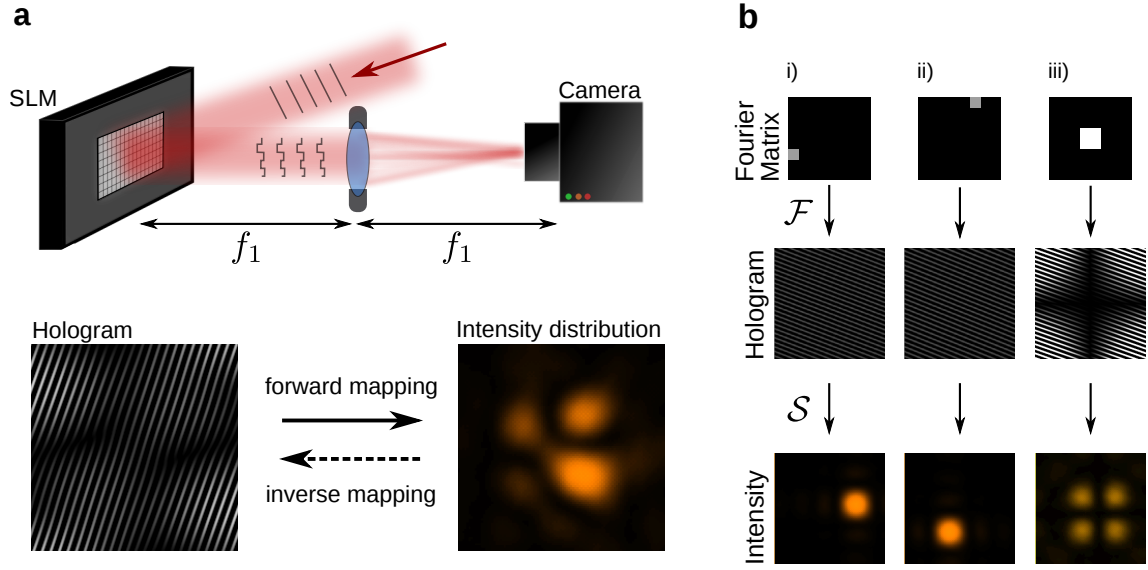 a
SLM
Camera
f₁
f₁
Hologram
Intensity distribution
forward mapping
inverse mapping
b
i)
ii)
iii)
Fourier
Matrix
ℱ
Hologram
𝒮
Intensity